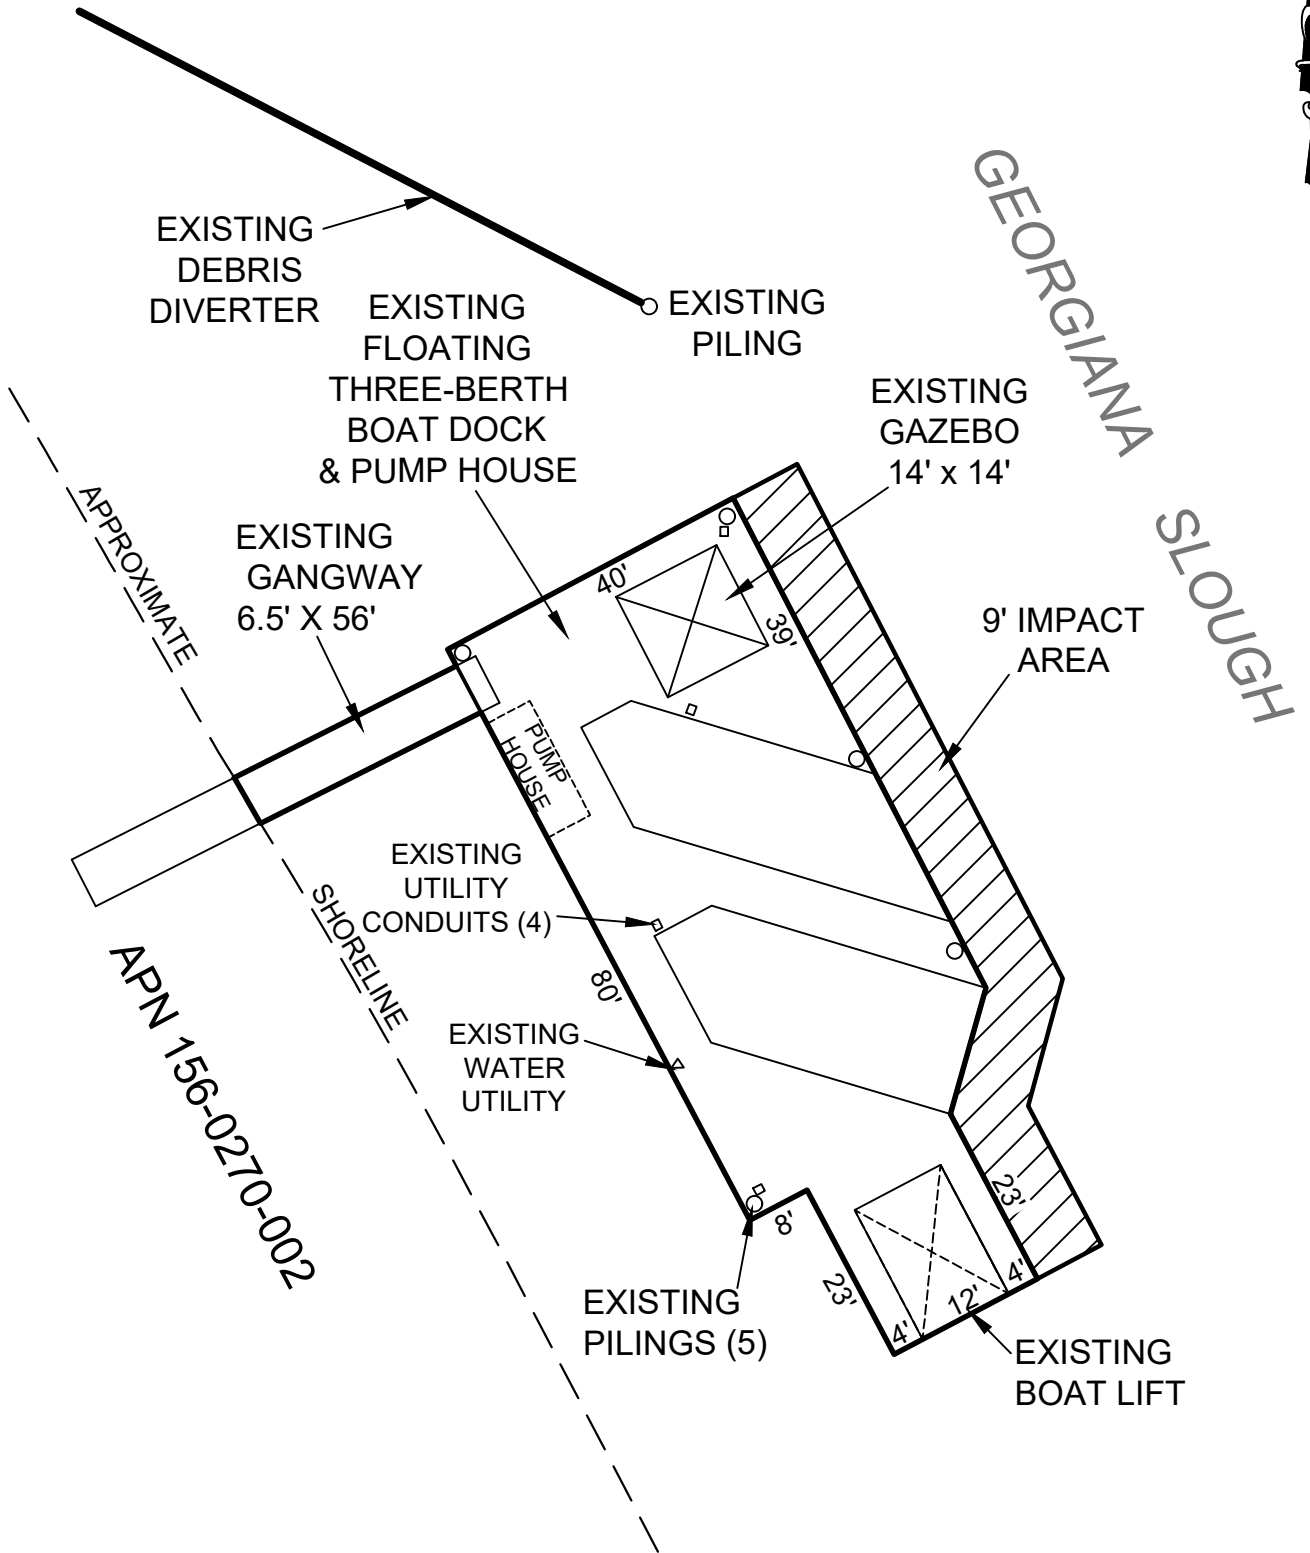 EXISTING
DEBRIS
DIVERTER
EXISTING
PILING
EXISTING
FLOATING
THREE-BERTH
BOAT DOCK
& PUMP HOUSE
GEORGIANA SLOUGH
EXISTING
GAZEBO
14' x 14'
APPROXIMATE
SHORELINE
EXISTING
GANGWAY
6.5' X 56'
40'
39'
9' IMPACT
AREA
PUMP
HOUSE
EXISTING
UTILITY
CONDUITS (4)
80'
EXISTING
WATER
UTILITY
APN 156-0270-002
8'
23'
23'
4'
12'
4'
EXISTING
PILINGS (5)
EXISTING
BOAT LIFT